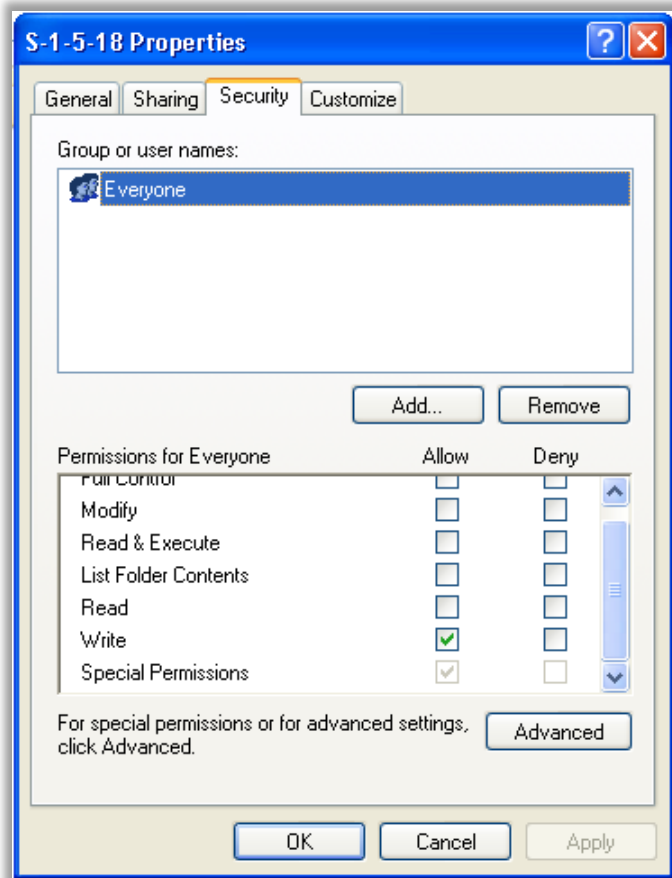 S-1-5-18 Properties
General Sharing Security Customize
Group or user names:
Everyone
Add... Remove
Permissions for Everyone Allow Deny
Full Control
Modify
Read & Execute
List Folder Contents
Read
Write
Special Permissions
For special permissions or for advanced settings, Advanced
click Advanced.
OK Cancel Apply